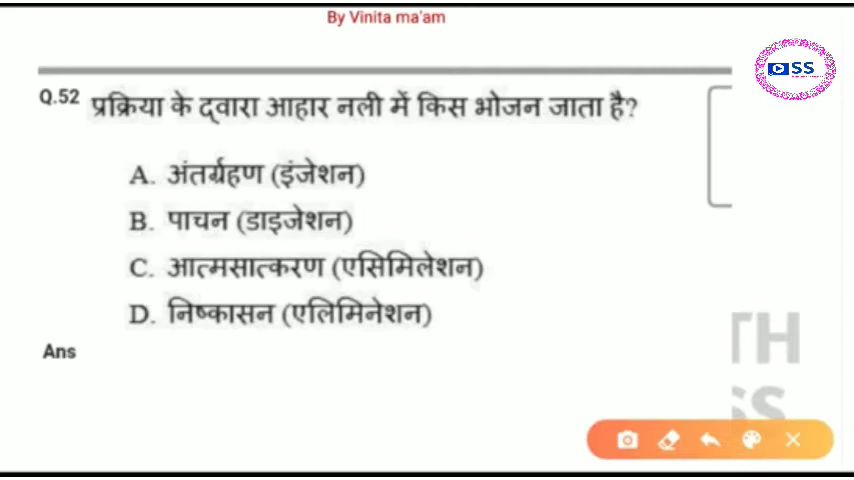 By Vinita ma'am
SS
Q.52 प्रक्रिया के द्वारा आहार नली में किस भोजन जाता है?
A. अंतर्ग्रहण (इंजेशन)
B. पाचन (डाइजेशन)
C. आत्मसात्करण (एसिमिलेशन)
D. निष्कासन (एलिमिनेशन)
Ans
TH
SS